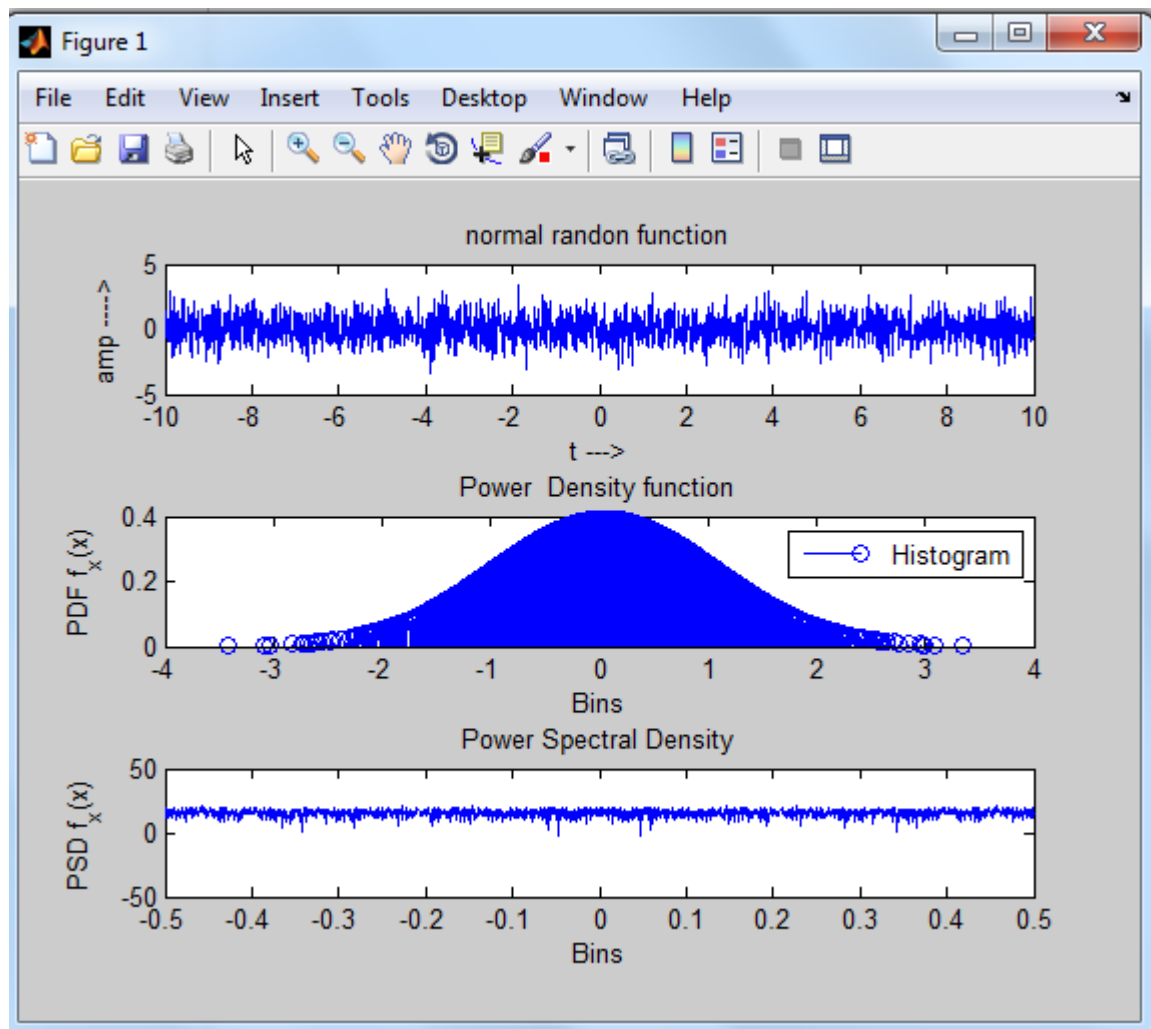 Figure 1
File Edit View Insert Tools Desktop Window Help
normal randon function
amp ---->
5
0
-5
-10 -8 -6 -4 -2 0 2 4 6 8 10
t --->
Power  Density function
PDF f_x(x)
0.4
0.2
0
Histogram
-4 -3 -2 -1 0 1 2 3 4
Bins
Power Spectral Density
PSD f_x(x)
50
0
-50
-0.5 -0.4 -0.3 -0.2 -0.1 0 0.1 0.2 0.3 0.4 0.5
Bins